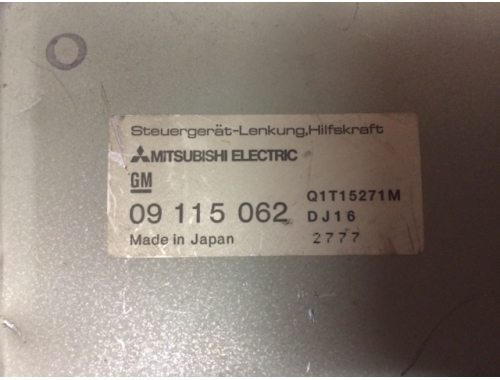 Steuergerät-Lenkung,Hilfskraft
MITSUBISHI ELECTRIC
GM
09 115 062 Q1T15271M
DJ16
Made in Japan 2777